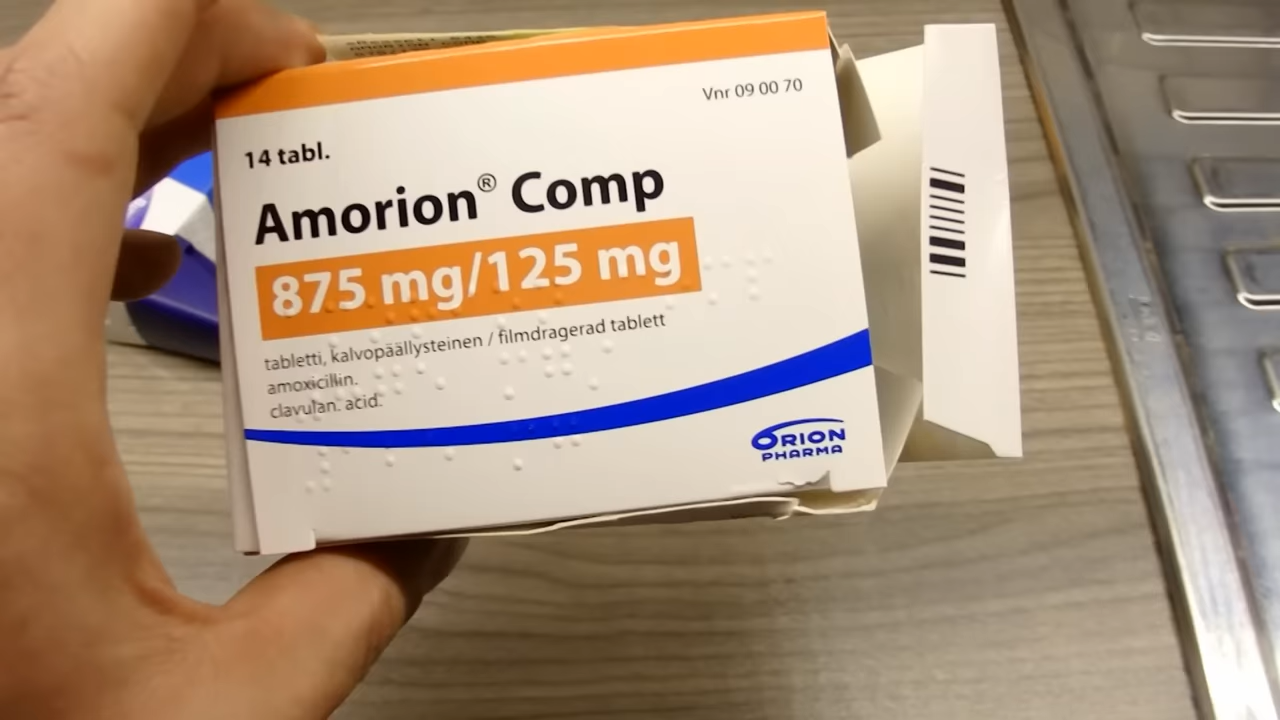 Vnr 09 00 70
14 tabl.
Amorion® Comp
875 mg/125 mg
tabletti, kalvopäällysteinen / filmdragerad tablett
amoxicillin.
clavulan. acid.
ORION
PHARMA